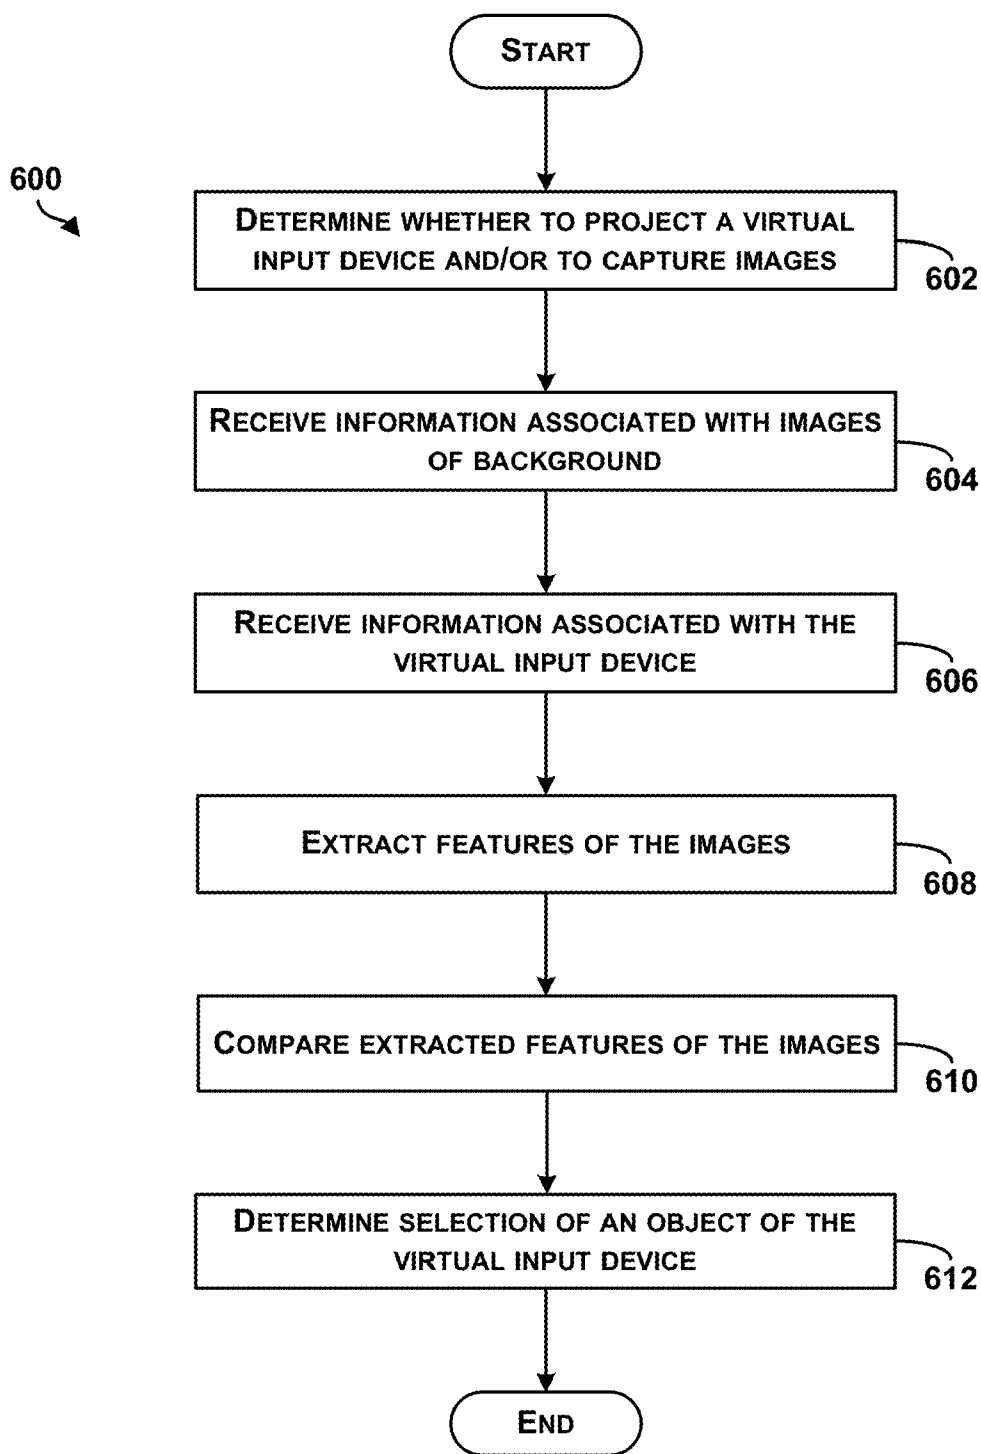 START
600
DETERMINE WHETHER TO PROJECT A VIRTUAL
INPUT DEVICE AND/OR TO CAPTURE IMAGES
602
RECEIVE INFORMATION ASSOCIATED WITH IMAGES
OF BACKGROUND
604
RECEIVE INFORMATION ASSOCIATED WITH THE
VIRTUAL INPUT DEVICE
606
EXTRACT FEATURES OF THE IMAGES
608
COMPARE EXTRACTED FEATURES OF THE IMAGES
610
DETERMINE SELECTION OF AN OBJECT OF THE
VIRTUAL INPUT DEVICE
612
END